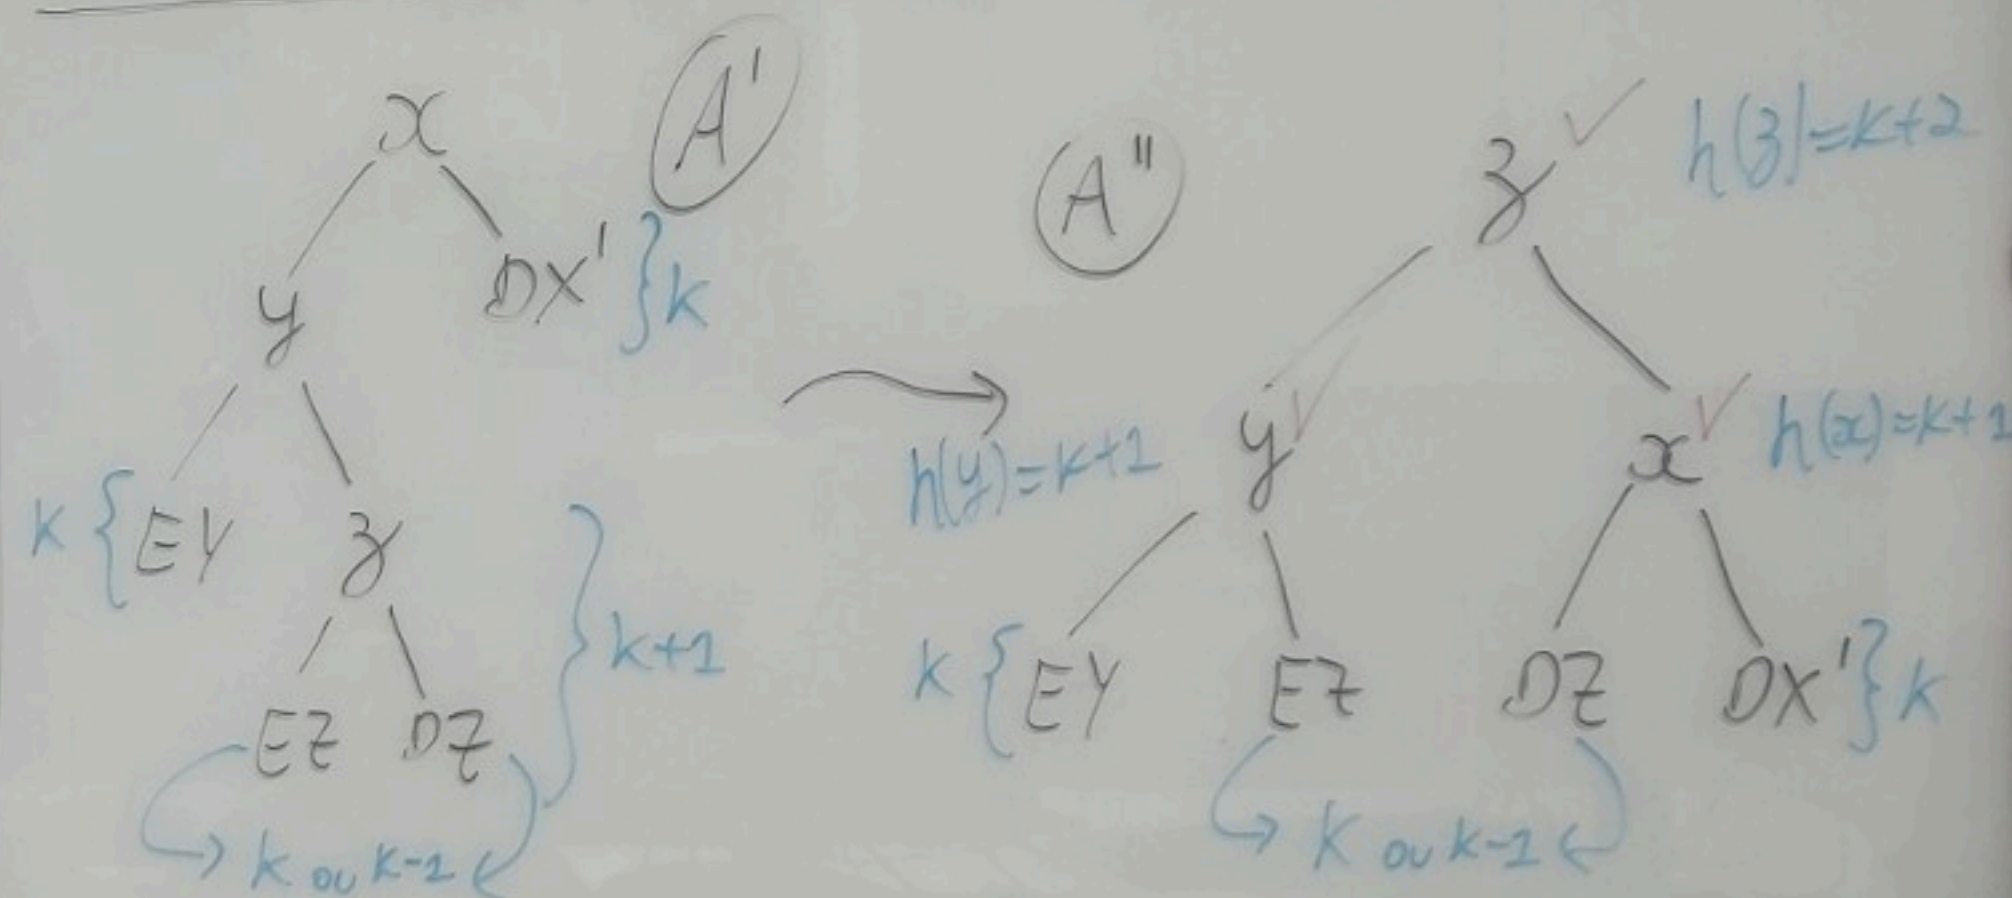 x
A'
y
DX' } k
k { EY
z
} k+1
EZ DZ
k ou k-1
A"
z ✓ h(z)=k+2
h(y)=k+1
y ✓
x ✓ h(x)=k+1
k { EY
EZ
DZ
DX' } k
k ou k-1